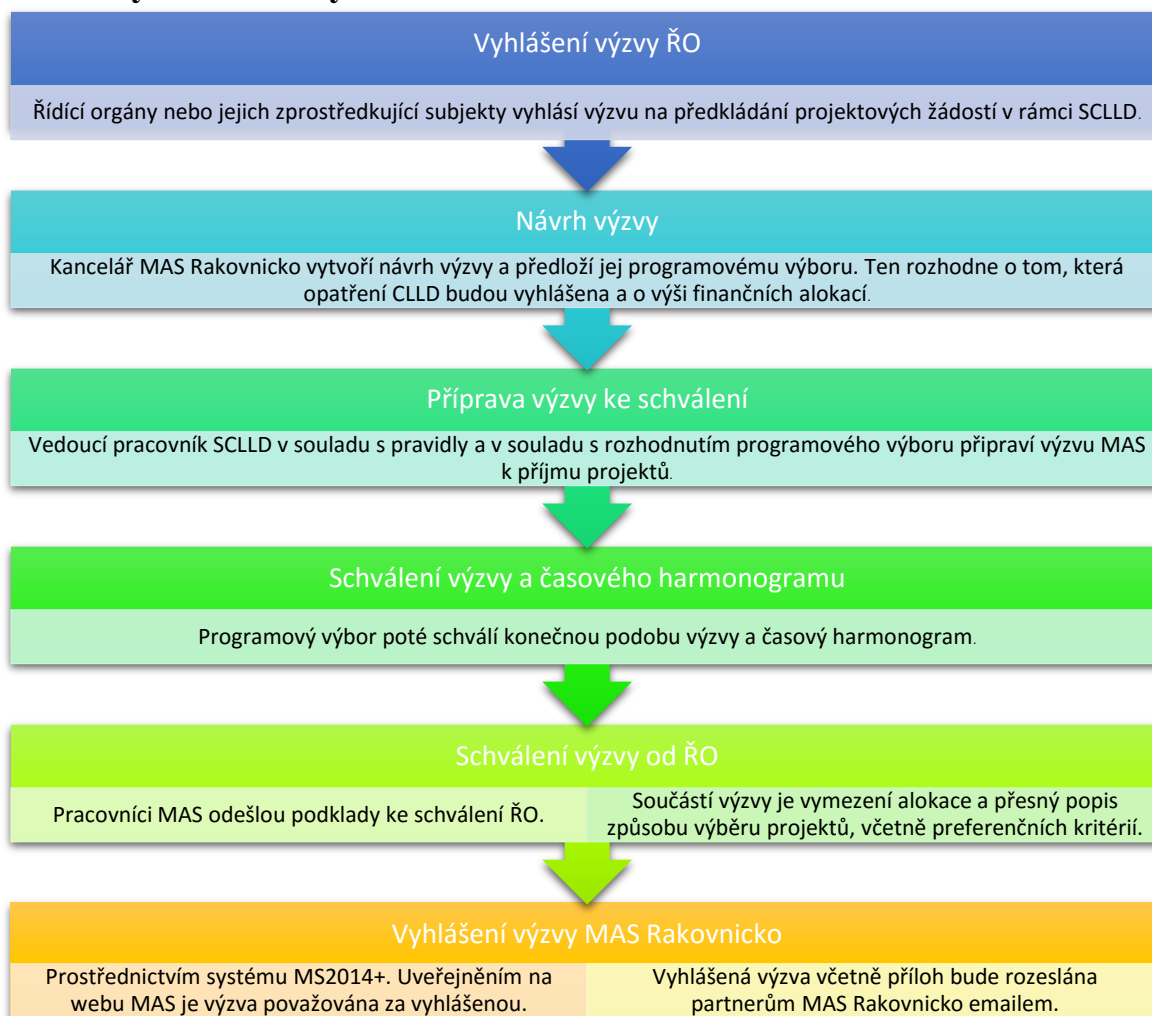 Vyhlášení výzvy ŘO
Řídící orgány nebo jejich zprostředkující subjekty vyhlásí výzvu na předkládání projektových žádostí v rámci SCLLD.
Návrh výzvy
Kancelář MAS Rakovnicko vytvoří návrh výzvy a předloží jej programovému výboru. Ten rozhodne o tom, která
opatření CLLD budou vyhlášena a o výši finančních alokací.
Příprava výzvy ke schválení
Vedoucí pracovník SCLLD v souladu s pravidly a v souladu s rozhodnutím programového výboru připraví výzvu MAS
k příjmu projektů.
Schválení výzvy a časového harmonogramu
Programový výbor poté schválí konečnou podobu výzvy a časový harmonogram.
Schválení výzvy od ŘO
Pracovníci MAS odešlou podklady ke schválení ŘO.
Součástí výzvy je vymezení alokace a přesný popis
způsobu výběru projektů, včetně preferenčních kritérií.
Vyhlášení výzvy MAS Rakovnicko
Prostřednictvím systému MS2014+. Uveřejněním na
webu MAS je výzva považována za vyhlášenou.
Vyhlášená výzva včetně příloh bude rozeslána
partnerům MAS Rakovnicko emailem.